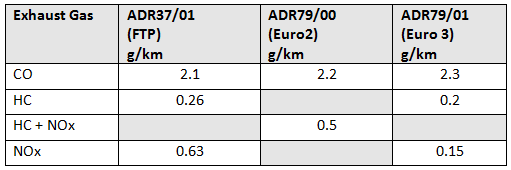 Exhaust Gas ADR37/01 ADR79/00 ADR79/01
(FTP) (Euro2) (Euro 3)
g/km g/km g/km
CO 2.1 2.2 2.3
HC 0.26 0.2
HC + NOx 0.5
NOx 0.63 0.15